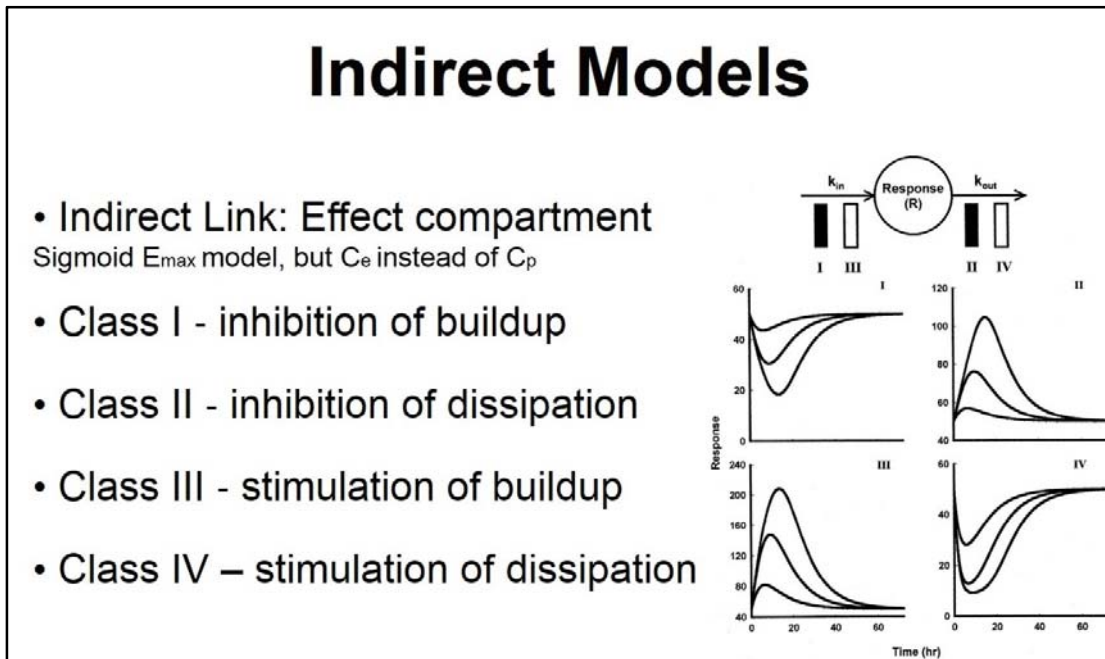 Indirect Models
• Indirect Link: Effect compartment
Sigmoid Emax model, but Ce instead of Cp
• Class I - inhibition of buildup
• Class II - inhibition of dissipation
• Class III - stimulation of buildup
• Class IV – stimulation of dissipation
kin
Response
(R)
kout
I III
II IV
I
60
40
20
0
II
120
100
80
60
40
Response
III
240
200
160
120
80
40
0 20 40 60
IV
60
40
20
0
0 20 40 60
Time (hr)